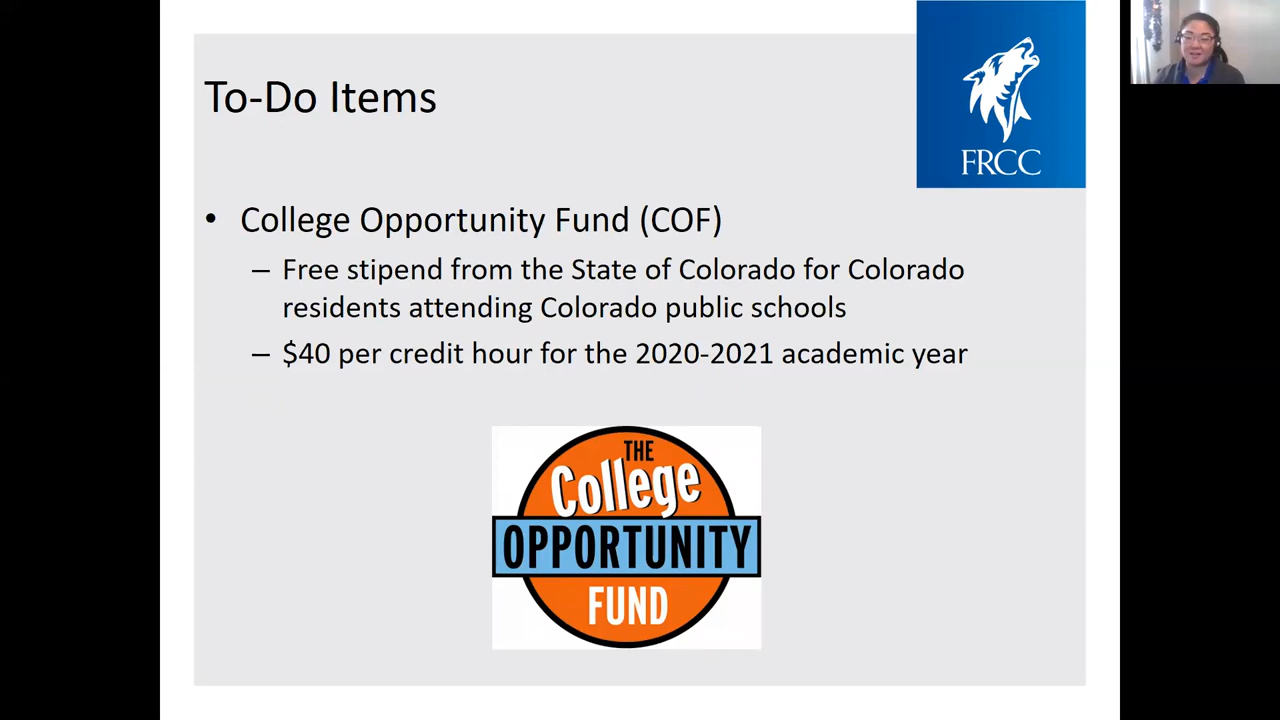 To-Do Items
FRCC
• College Opportunity Fund (COF)
– Free stipend from the State of Colorado for Colorado
residents attending Colorado public schools
– $40 per credit hour for the 2020-2021 academic year
THE
College
OPPORTUNITY
FUND